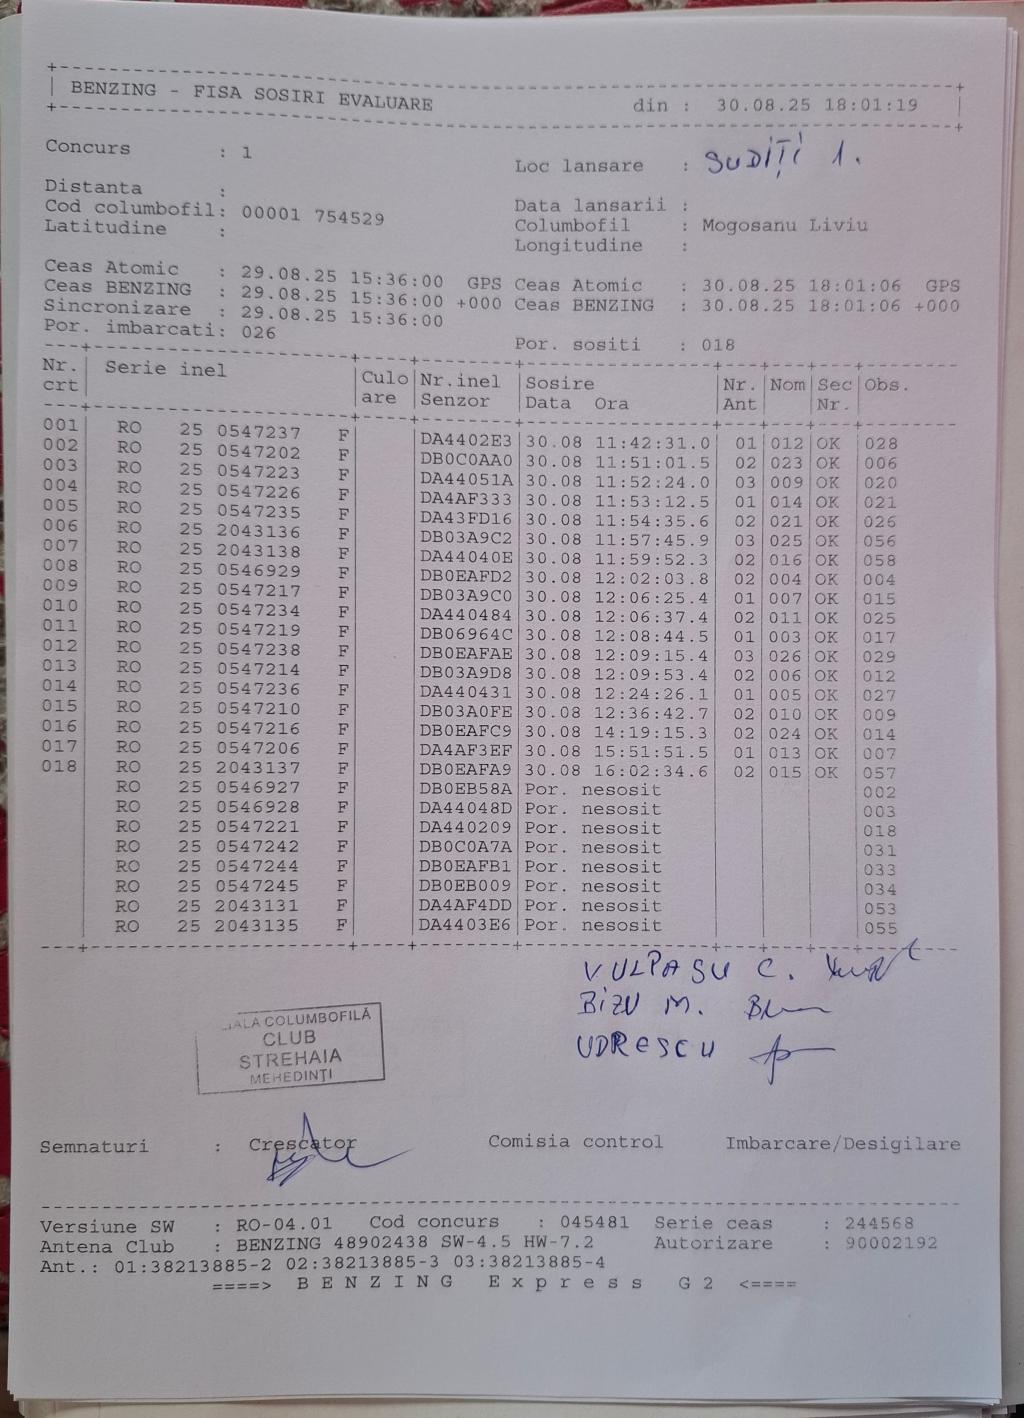 BENZING - FISA SOSIRI EVALUARE din : 30.08.25 18:01:19
Concurs : 1 Loc lansare : SUDIȚI 1.
Distanta : Data lansarii :
Cod columbofil: 00001 754529 Columbofil : Mogosanu Liviu
Latitudine : Longitudine :
Ceas Atomic : 29.08.25 15:36:00 GPS Ceas Atomic : 30.08.25 18:01:06 GPS
Ceas BENZING : 29.08.25 15:36:00 +000 Ceas BENZING : 30.08.25 18:01:06 +000
Sincronizare : 29.08.25 15:36:00
Por. imbarcati: 026 Por. sositi : 018
Nr. Serie inel Culo Nr.inel Sosire Nr. Nom Sec Obs.
crt are Senzor Data Ora Ant Nr.
001 RO 25 0547237 F DA4402E3 30.08 11:42:31.0 01 012 OK 028
002 RO 25 0547202 F DB0C0AA0 30.08 11:51:01.5 02 023 OK 006
003 RO 25 0547223 F DA44051A 30.08 11:52:24.0 03 009 OK 020
004 RO 25 0547226 F DA4AF333 30.08 11:53:12.5 01 014 OK 021
005 RO 25 0547235 F DA43FD16 30.08 11:54:35.6 02 021 OK 026
006 RO 25 2043136 F DB03A9C2 30.08 11:57:45.9 03 025 OK 056
007 RO 25 2043138 F DA44040E 30.08 11:59:52.3 02 016 OK 058
008 RO 25 0546929 F DB0EAFD2 30.08 12:02:03.8 02 004 OK 004
009 RO 25 0547217 F DB03A9C0 30.08 12:06:25.4 01 007 OK 015
010 RO 25 0547234 F DA440484 30.08 12:06:37.4 02 011 OK 025
011 RO 25 0547219 F DB06964C 30.08 12:08:44.5 01 003 OK 017
012 RO 25 0547238 F DB0EAFAE 30.08 12:09:15.4 03 026 OK 029
013 RO 25 0547214 F DB03A9D8 30.08 12:09:53.4 02 006 OK 012
014 RO 25 0547236 F DA440431 30.08 12:24:26.1 01 005 OK 027
015 RO 25 0547210 F DB03A0FE 30.08 12:36:42.7 02 010 OK 009
016 RO 25 0547216 F DB0EAFC9 30.08 14:19:15.3 02 024 OK 014
017 RO 25 0547206 F DA4AF3EF 30.08 15:51:51.5 01 013 OK 007
018 RO 25 2043137 F DB0EAFA9 30.08 16:02:34.6 02 015 OK 057
RO 25 0546927 F DB0EB58A Por. nesosit 002
RO 25 0546928 F DA44048D Por. nesosit 003
RO 25 0547221 F DA440209 Por. nesosit 018
RO 25 0547242 F DB0C0A7A Por. nesosit 031
RO 25 0547244 F DB0EAFB1 Por. nesosit 033
RO 25 0547245 F DB0EB009 Por. nesosit 034
RO 25 2043131 F DA4AF4DD Por. nesosit 053
RO 25 2043135 F DA4403E6 Por. nesosit 055
VULPAȘU C.
BIZU M.
UDRESCU
COLUMBOFILĂ
CLUB
STREHAIA
MEHEDINȚI
Semnaturi : Crescator Comisia control Imbarcare/Desigilare
Versiune SW : RO-04.01 Cod concurs : 045481 Serie ceas : 244568
Antena Club : BENZING 48902438 SW-4.5 HW-7.2 Autorizare : 90002192
Ant.: 01:38213885-2 02:38213885-3 03:38213885-4
====> B E N Z I N G E x p r e s s G 2 <====